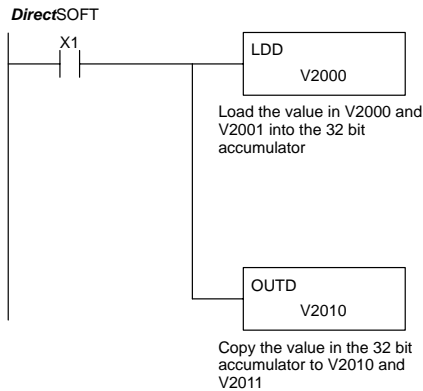 DirectSOFT
X1
LDD
V2000
Load the value in V2000 and
V2001 into the 32 bit
accumulator
OUTD
V2010
Copy the value in the 32 bit
accumulator to V2010 and
V2011